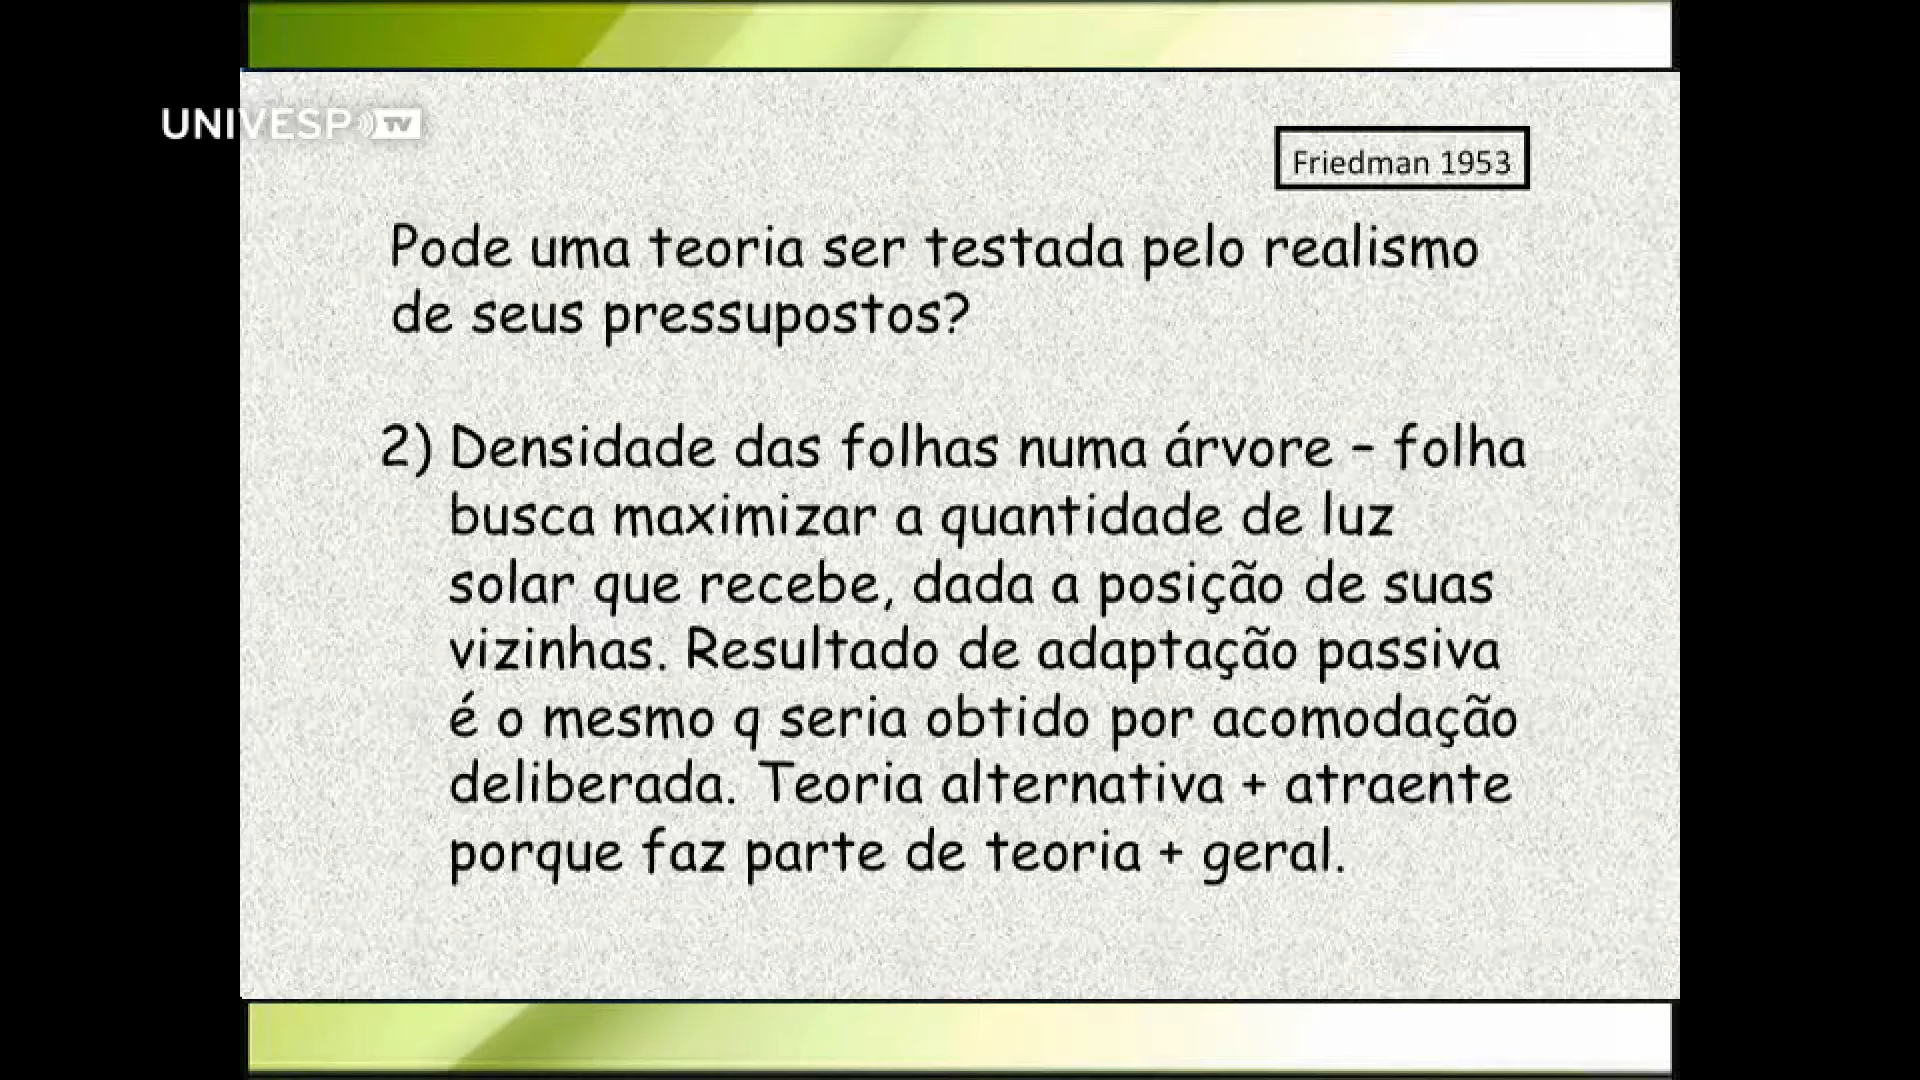 UNIVESP TV
Friedman 1953
Pode uma teoria ser testada pelo realismo
de seus pressupostos?
2) Densidade das folhas numa árvore – folha
busca maximizar a quantidade de luz
solar que recebe, dada a posição de suas
vizinhas. Resultado de adaptação passiva
é o mesmo q seria obtido por acomodação
deliberada. Teoria alternativa + atraente
porque faz parte de teoria + geral.